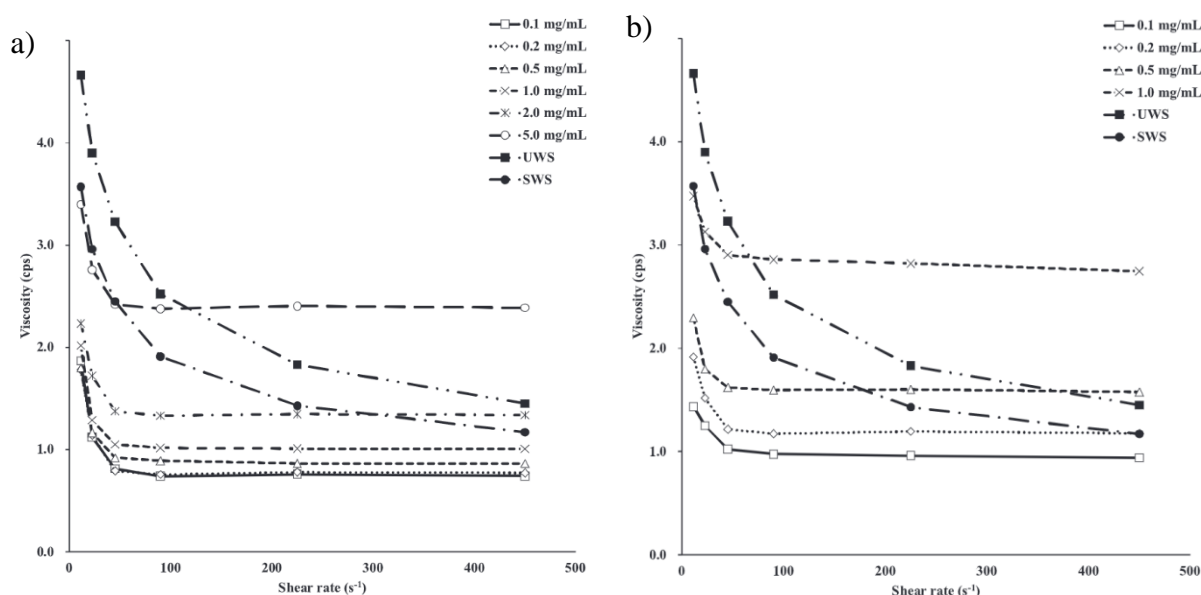 a)
0.1 mg/mL
0.2 mg/mL
0.5 mg/mL
1.0 mg/mL
2.0 mg/mL
5.0 mg/mL
UWS
SWS
Viscosity (cps)
4.0
3.0
2.0
1.0
0.0
0
100
200
300
400
500
Shear rate (s⁻¹)
b)
0.1 mg/mL
0.2 mg/mL
0.5 mg/mL
1.0 mg/mL
UWS
SWS
Viscosity (cps)
4.0
3.0
2.0
1.0
0.0
0
100
200
300
400
500
Shear rate (s⁻¹)